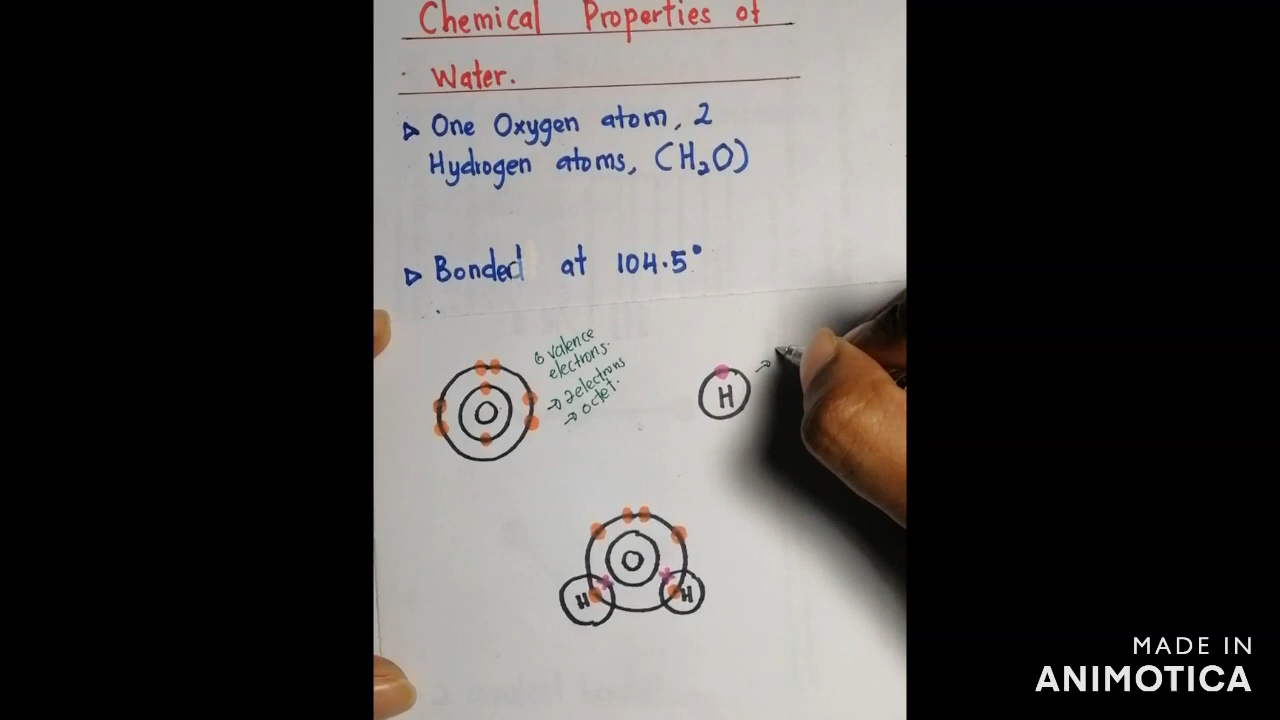 Chemical Properties of
Water.
One Oxygen atom, 2
Hydrogen atoms, (H₂O)
Bonded at 104.5°
6 valence
electrons.
→ 2 electrons
→ octet.
O
H
→
O
H
H
MADE IN
ANIMOTICA